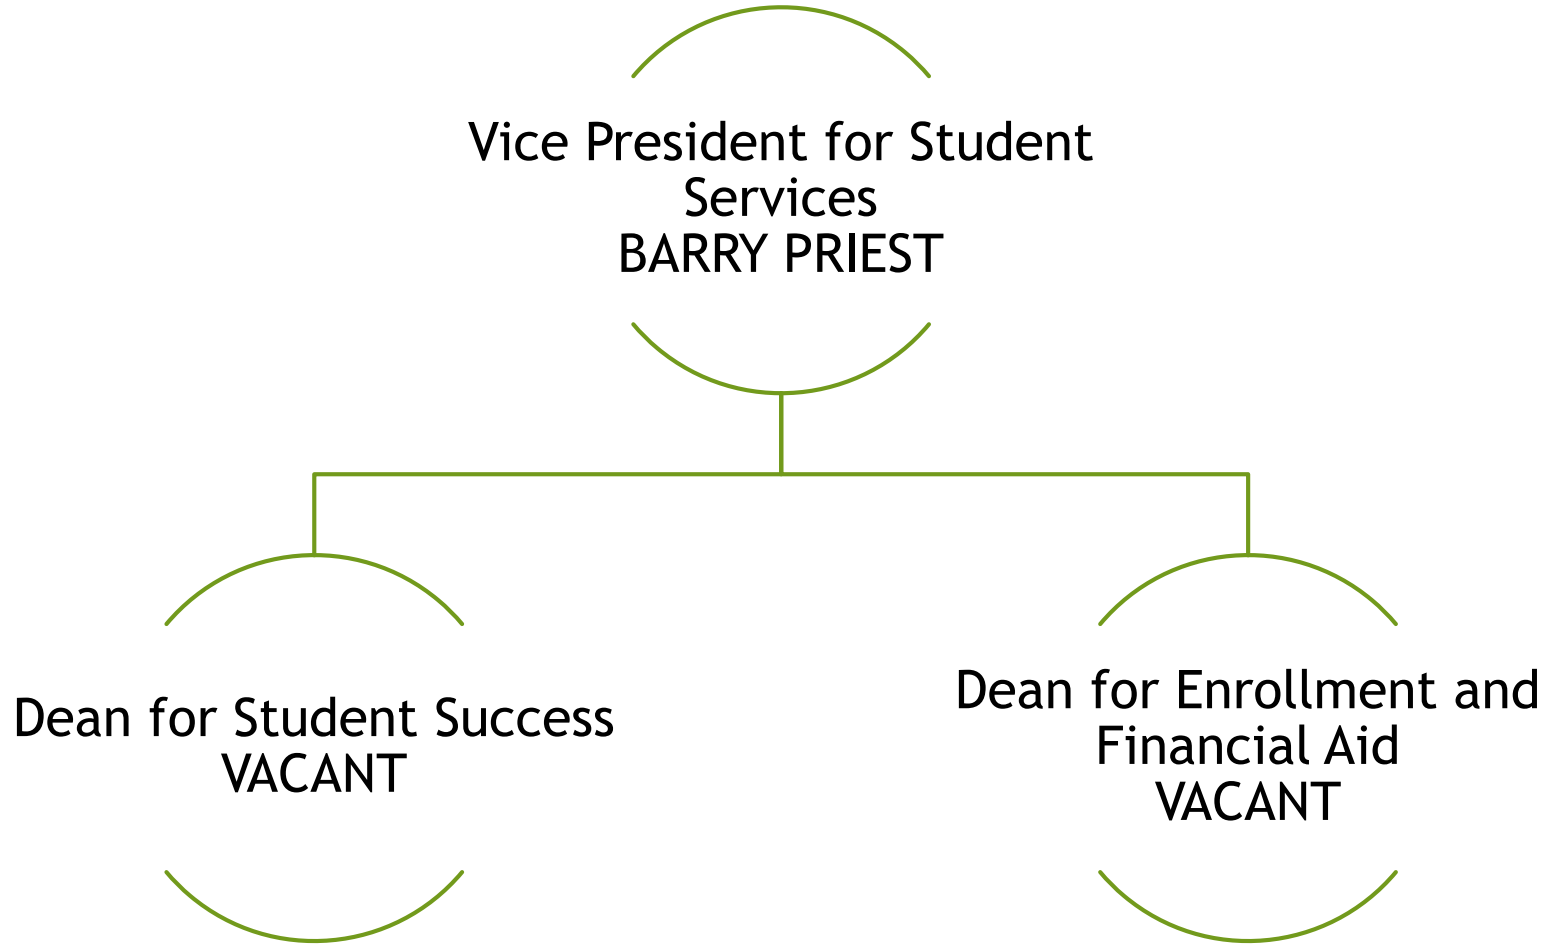 Vice President for Student
Services
BARRY PRIEST
Dean for Student Success
VACANT
Dean for Enrollment and
Financial Aid
VACANT